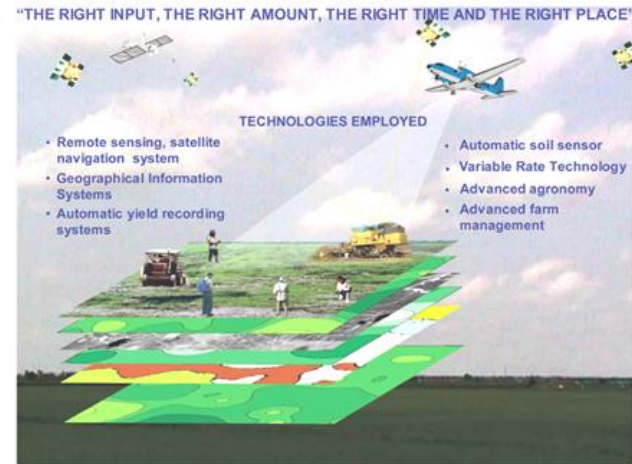 “THE RIGHT INPUT, THE RIGHT AMOUNT, THE RIGHT TIME AND THE RIGHT PLACE”
TECHNOLOGIES EMPLOYED
• Remote sensing, satellite
navigation system
• Geographical Information
Systems
• Automatic yield recording
systems
• Automatic soil sensor
• Variable Rate Technology
• Advanced agronomy
• Advanced farm
management